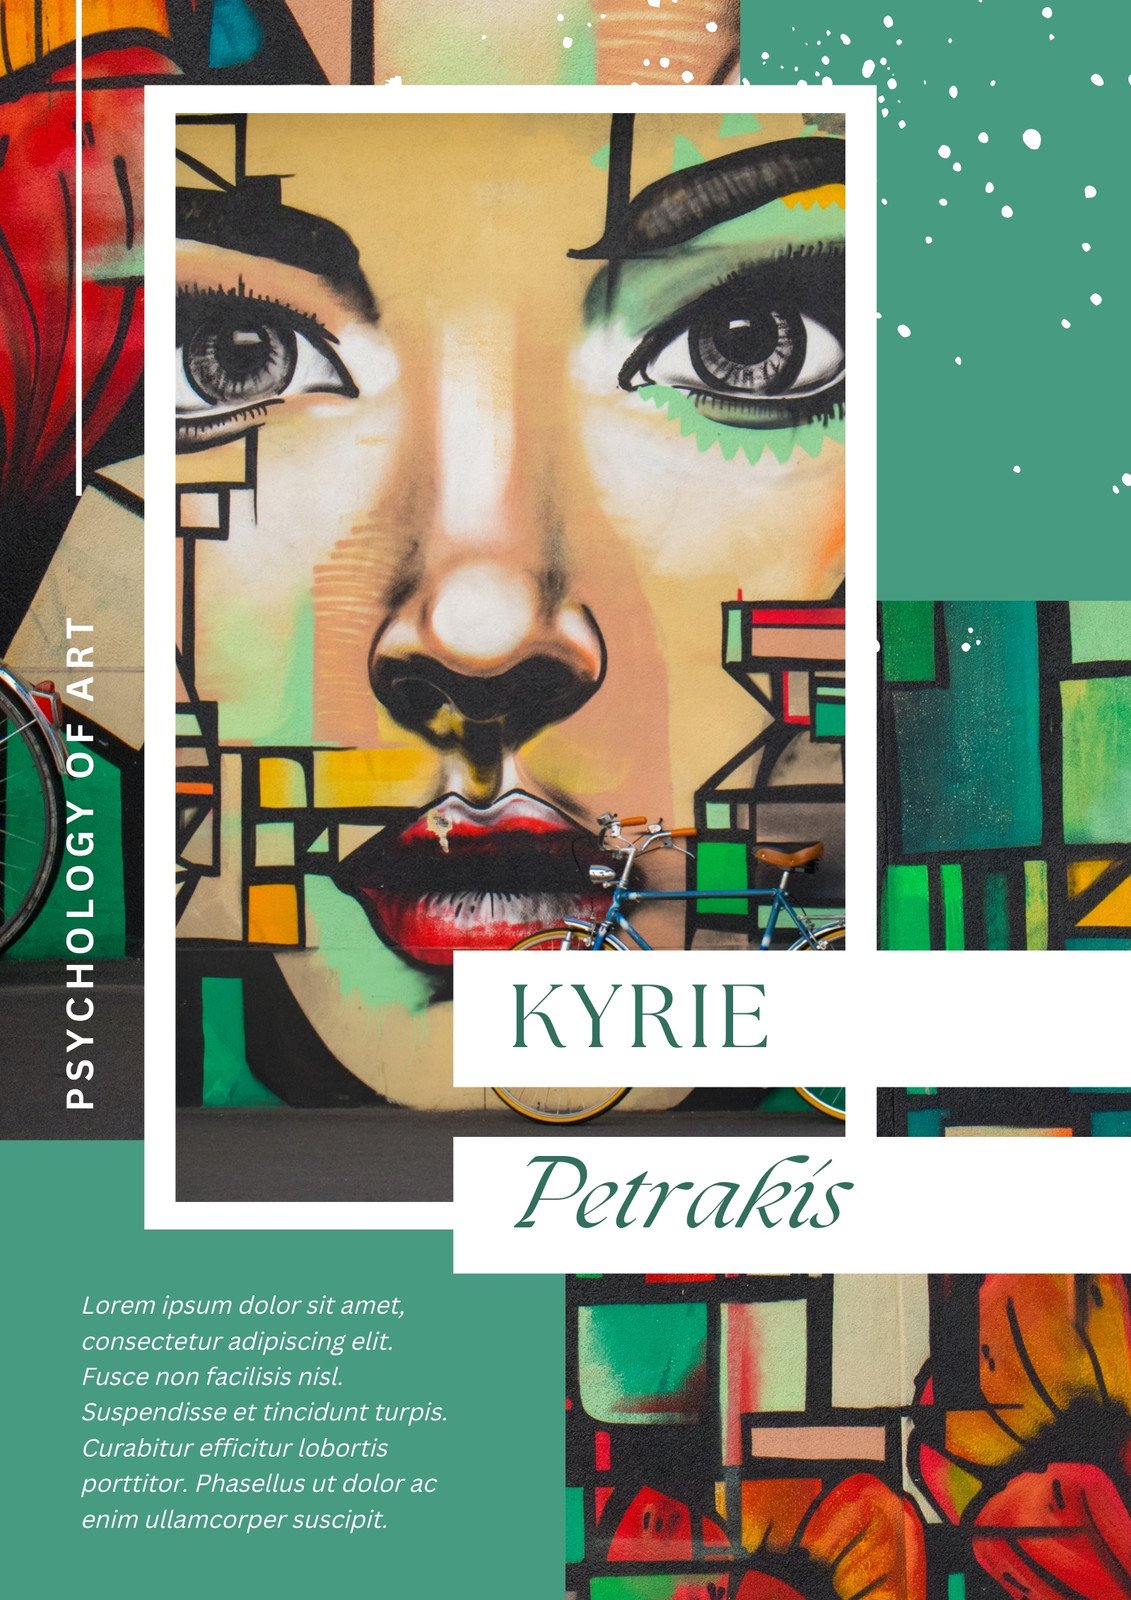 PSYCHOLOGY OF ART
KYRIE
Petrakis
Lorem ipsum dolor sit amet,
consectetur adipiscing elit.
Fusce non facilisis nisl.
Suspendisse et tincidunt turpis.
Curabitur efficitur lobortis
porttitor. Phasellus ut dolor ac
enim ullamcorper suscipit.